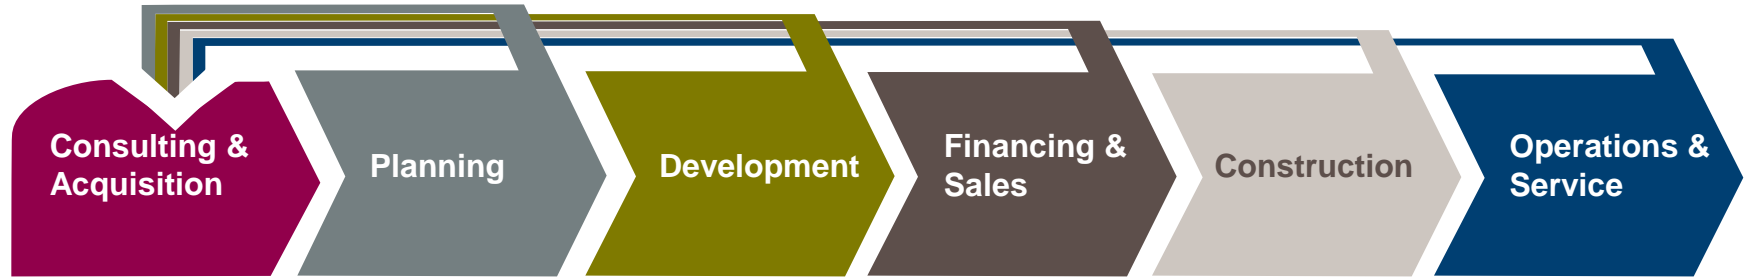 Consulting &
Acquisition
Planning
Development
Financing &
Sales
Construction
Operations &
Service